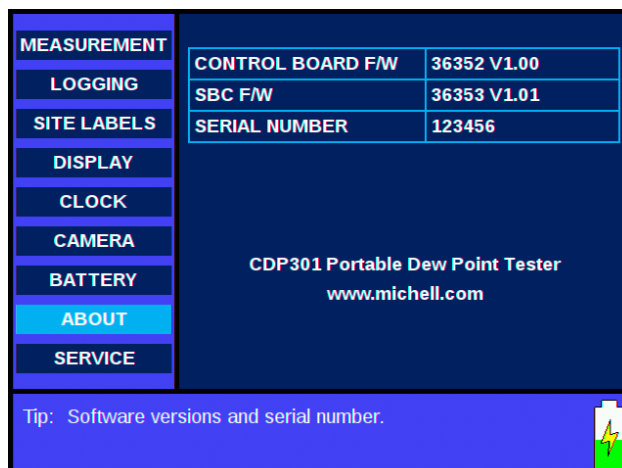 MEASUREMENT
LOGGING
SITE LABELS
DISPLAY
CLOCK
CAMERA
BATTERY
ABOUT
SERVICE
CONTROL BOARD F/W 36352 V1.00
SBC F/W 36353 V1.01
SERIAL NUMBER 123456
CDP301 Portable Dew Point Tester
www.michell.com
Tip: Software versions and serial number.